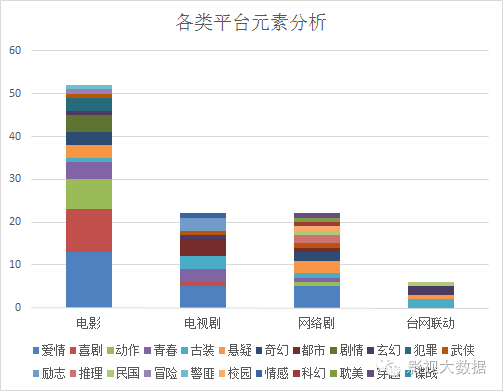 各类平台元素分析
60
50
40
30
20
10
0
电影 电视剧 网络剧 台网联动
爱情 喜剧 动作 青春 古装 悬疑 奇幻 都市 剧情 玄幻 犯罪 武侠
励志 推理 民国 冒险 警匪 校园 情感 科幻 耽美 穿越 谍战
影视大数据